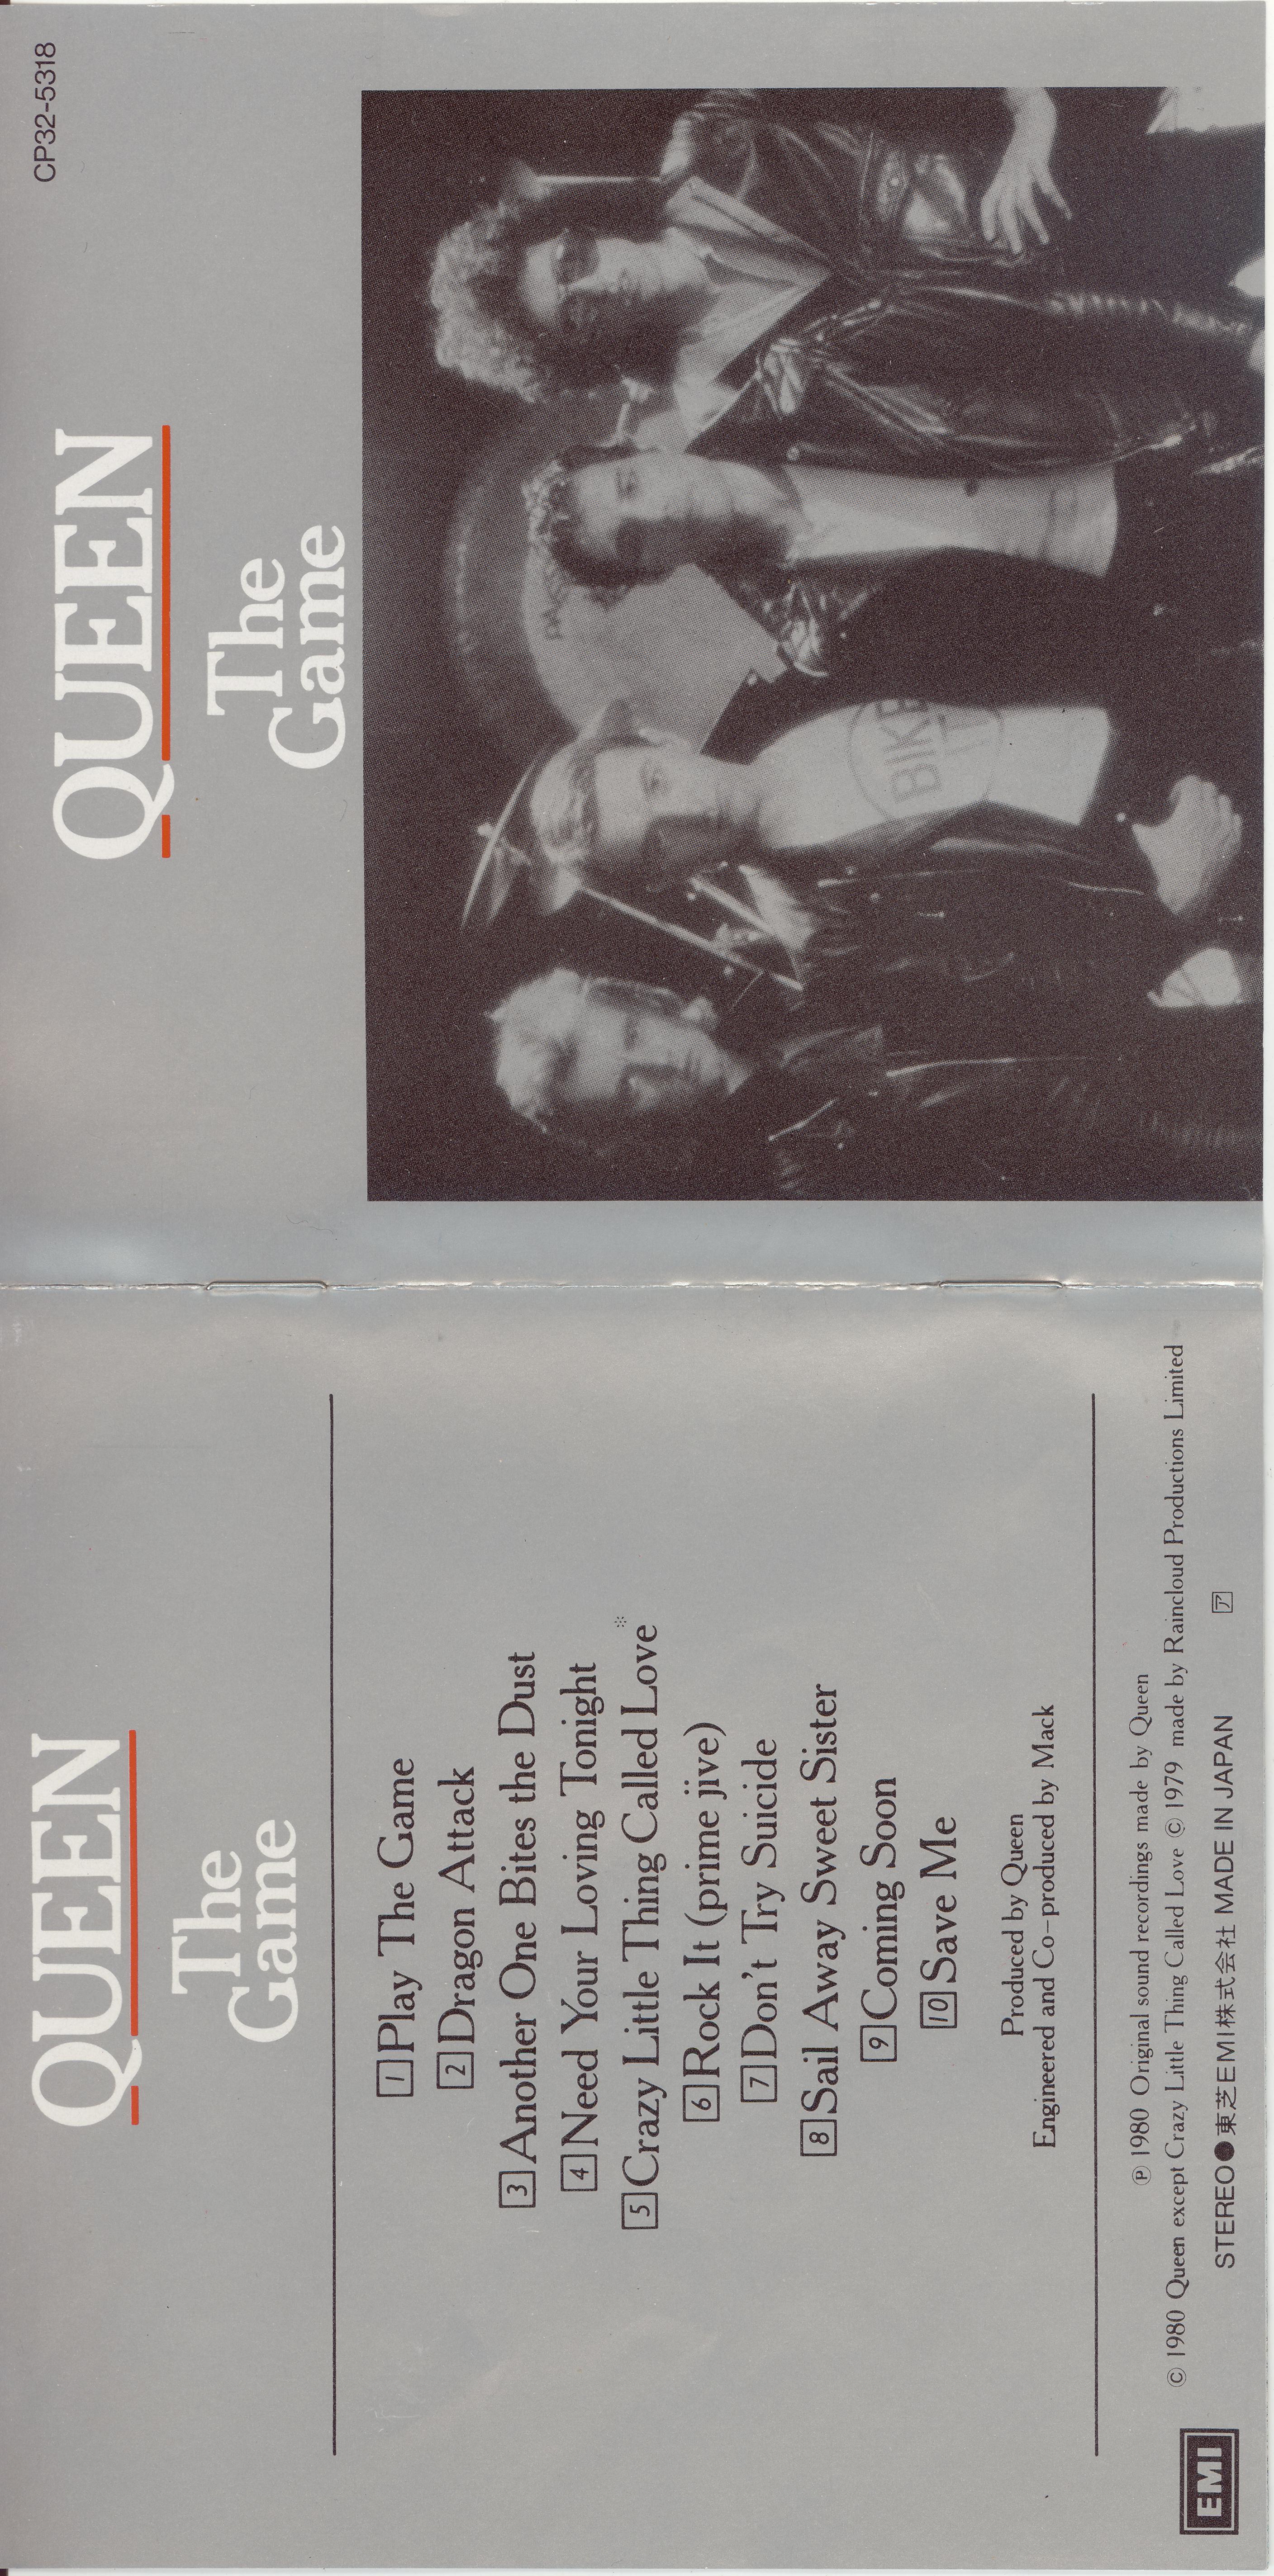 QUEEN
The
Game
1 Play The Game
2 Dragon Attack
3 Another One Bites the Dust
4 Need Your Loving Tonight
5 Crazy Little Thing Called Love※
6 Rock It (prime jive)
7 Don't Try Suicide
8 Sail Away Sweet Sister
9 Coming Soon
10 Save Me
Produced by Queen
Engineered and Co-produced by Mack
Ⓟ 1980 Original sound recordings made by Queen
© 1980 Queen except Crazy Little Thing Called Love © 1979 made by Raincloud Productions Limited
EMI
STEREO●東芝EMI株式会社 MADE IN JAPAN ア
CP32-5318
QUEEN
The
Game
BIKE